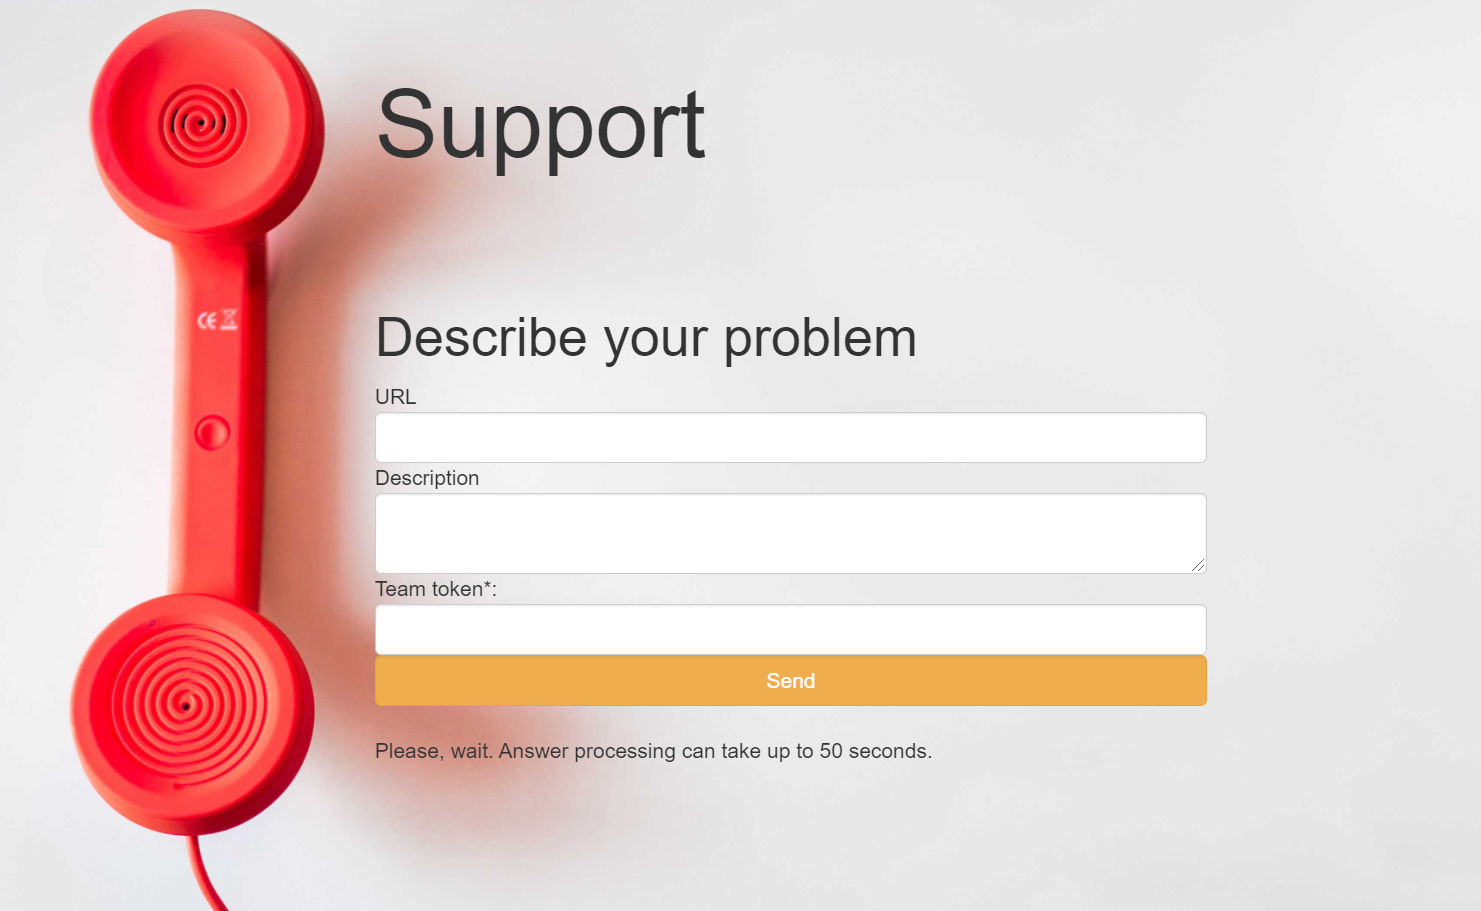 Support
Describe your problem
URL
Description
Team token*:
Send
Please, wait. Answer processing can take up to 50 seconds.